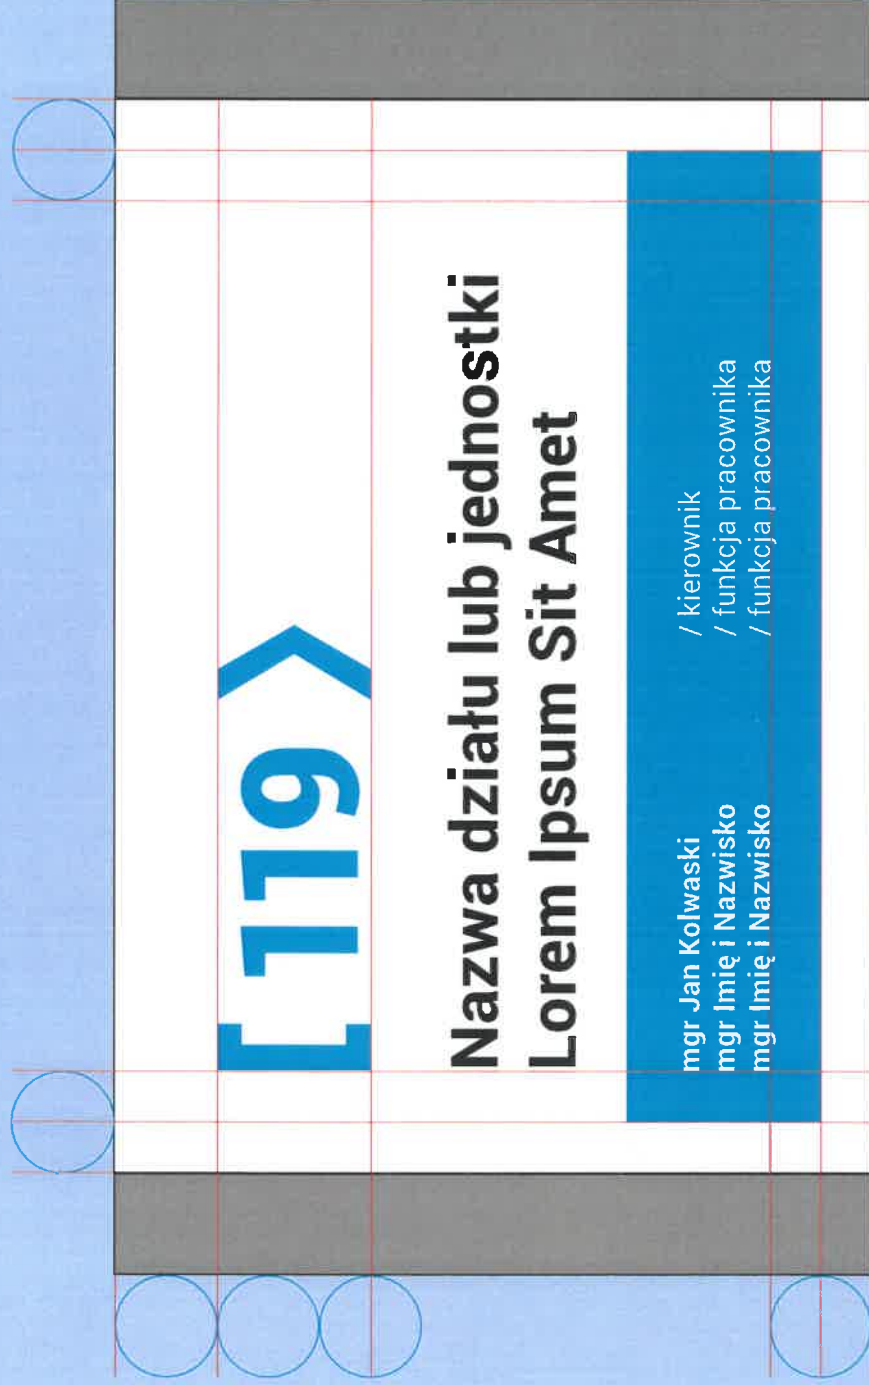 [ 119 >
Nazwa działu lub jednostki
Lorem Ipsum Sit Amet
mgr Jan Kolwaski / kierownik
mgr Imię i Nazwisko / funkcja pracownika
mgr Imię i Nazwisko / funkcja pracownika